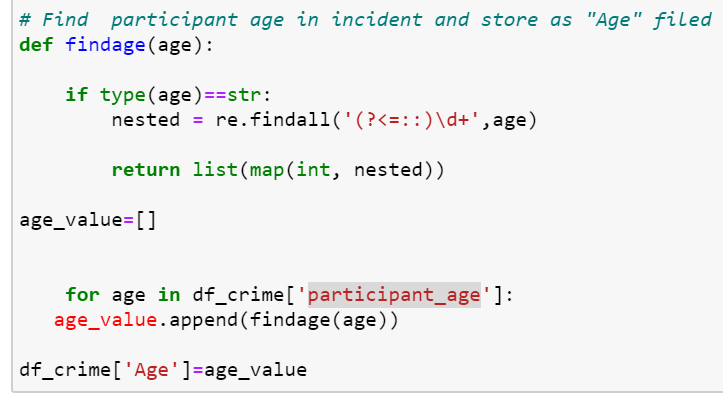 # Find  participant age in incident and store as "Age" filed
def findage(age):
    if type(age)==str:
        nested = re.findall('(?<=::)\d+',age)
        return list(map(int, nested))
age_value=[]
    for age in df_crime['participant_age']:
   age_value.append(findage(age))
df_crime['Age']=age_value